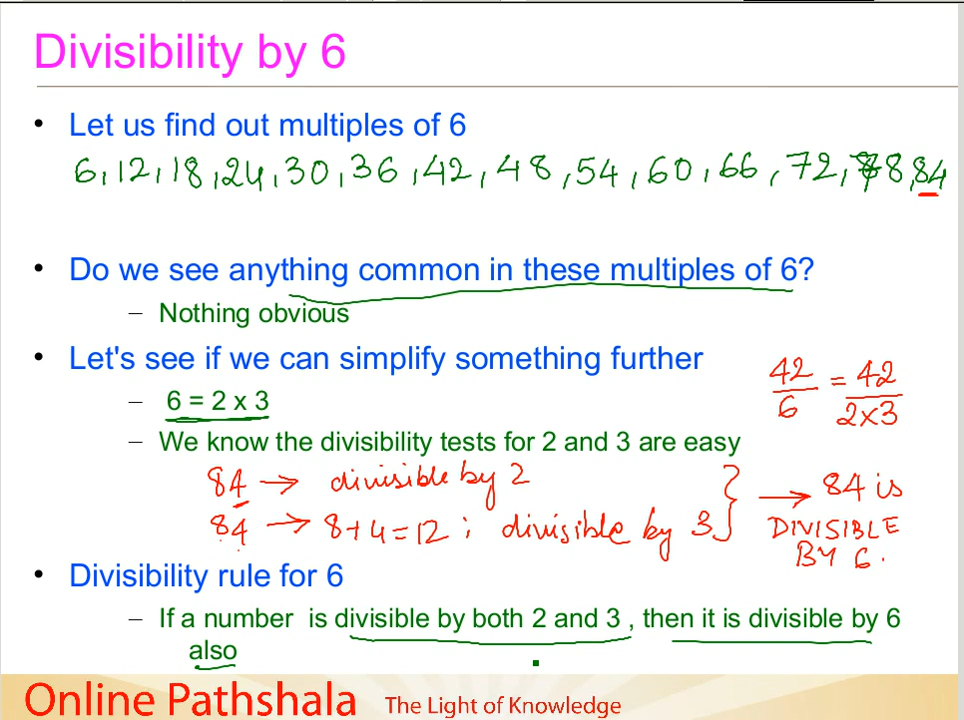 Divisibility by 6
• Let us find out multiples of 6
6, 12, 18, 24, 30, 36, 42, 48, 54, 60, 66, 72, 78, 84
• Do we see anything common in these multiples of 6?
– Nothing obvious
• Let's see if we can simplify something further
– 6 = 2 x 3
42/6 = 42/2x3
– We know the divisibility tests for 2 and 3 are easy
84 → divisible by 2
84 → 8+4=12; divisible by 3 } → 84 is
DIVISIBLE
BY 6.
• Divisibility rule for 6
– If a number is divisible by both 2 and 3 , then it is divisible by 6
also
Online Pathshala The Light of Knowledge